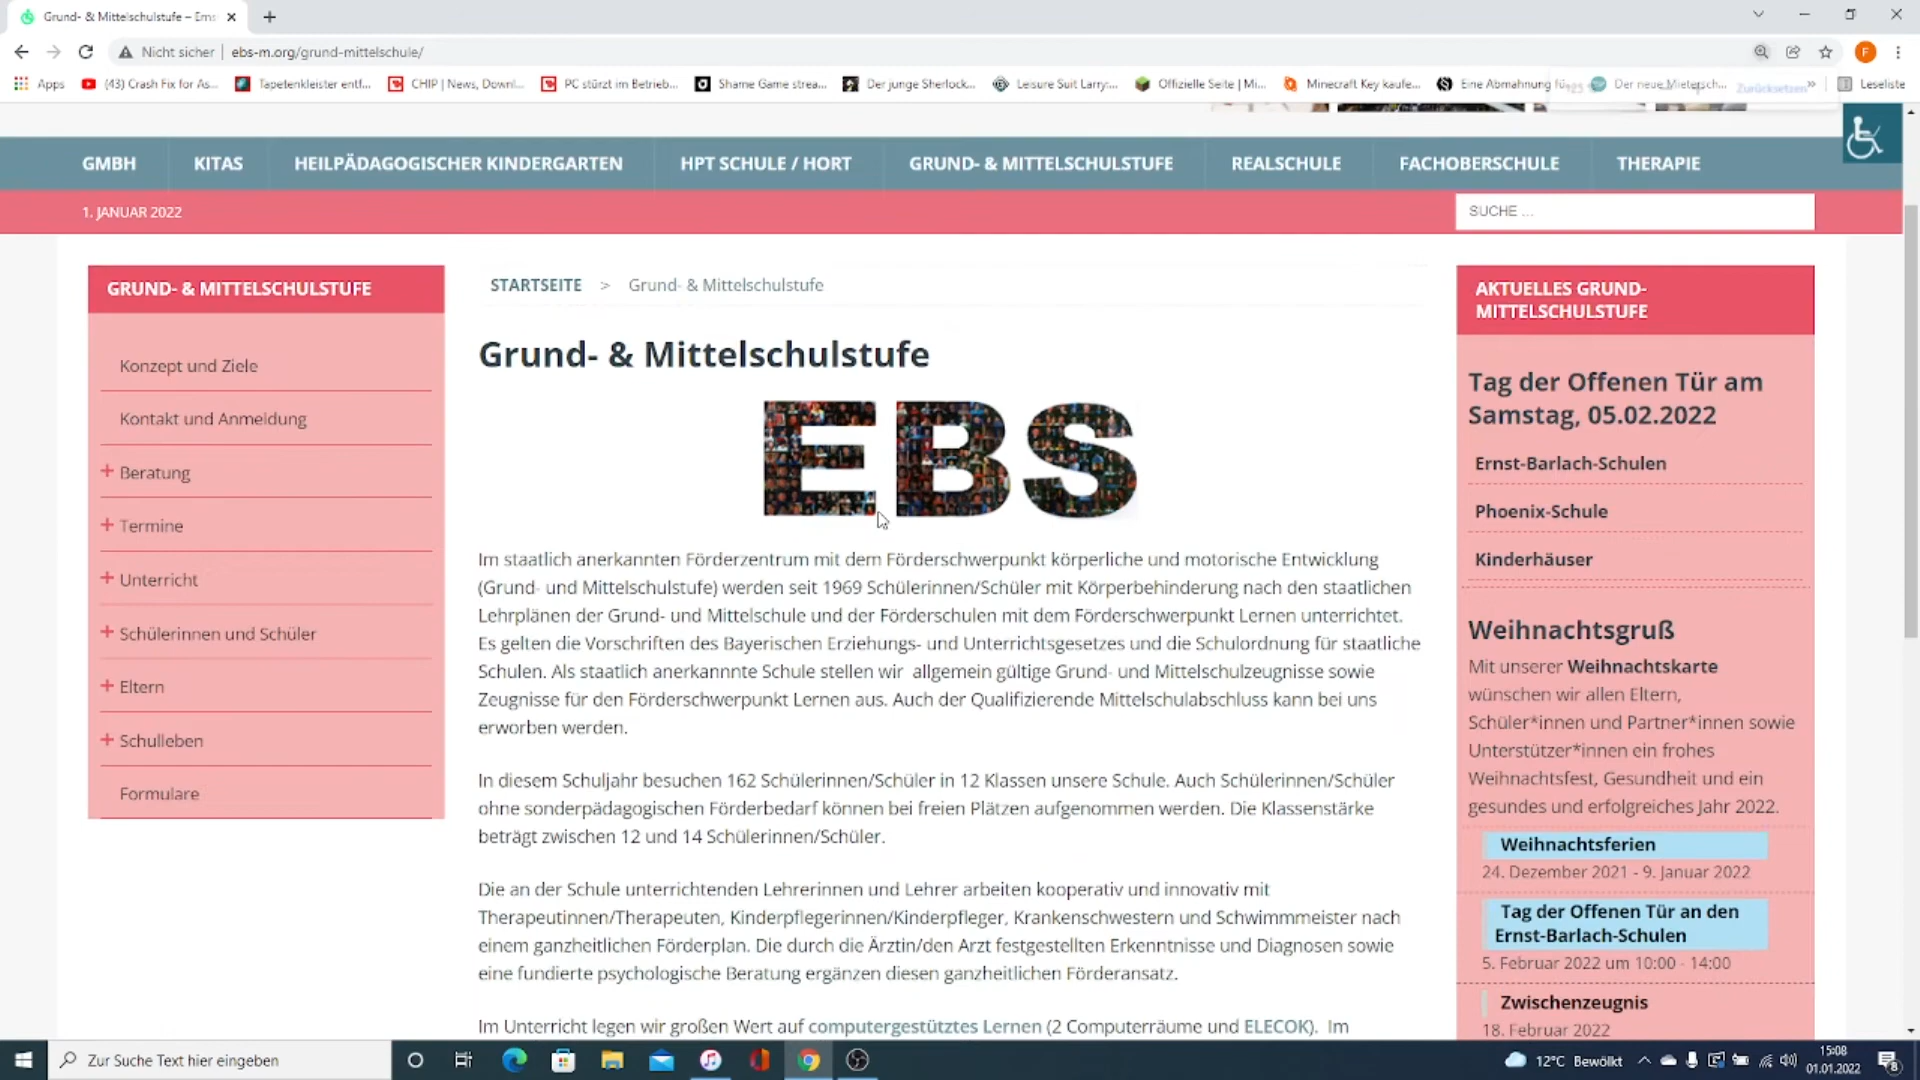 Grund- & Mittelschulstufe – Erns
Nicht sicher | ebs-m.org/grund-mittelschule/
F
Apps
(43) Crash Fix for As...
Tapetenkleister entf...
CHIP | News, Downl...
PC stürzt im Betrieb...
Shame Game strea...
Der junge Sherlock...
Leisure Suit Larry:...
Offizielle Seite | Mi...
Minecraft Key kaufe...
Eine Abmahnung fü
Der neue Mietersch...
Zurücksetzen
»
Leseliste
GMBH
KITAS
HEILPÄDAGOGISCHER KINDERGARTEN
HPT SCHULE / HORT
GRUND- & MITTELSCHULSTUFE
REALSCHULE
FACHOBERSCHULE
THERAPIE
1. JANUAR 2022
SUCHE ...
GRUND- & MITTELSCHULSTUFE
Konzept und Ziele
Kontakt und Anmeldung
+ Beratung
+ Termine
+ Unterricht
+ Schülerinnen und Schüler
+ Eltern
+ Schulleben
Formulare
STARTSEITE > Grund- & Mittelschulstufe
Grund- & Mittelschulstufe
EBS
Im staatlich anerkannten Förderzentrum mit dem Förderschwerpunkt körperliche und motorische Entwicklung
(Grund- und Mittelschulstufe) werden seit 1969 Schülerinnen/Schüler mit Körperbehinderung nach den staatlichen
Lehrplänen der Grund- und Mittelschule und der Förderschulen mit dem Förderschwerpunkt Lernen unterrichtet.
Es gelten die Vorschriften des Bayerischen Erziehungs- und Unterrichtsgesetzes und die Schulordnung für staatliche
Schulen. Als staatlich anerkannnte Schule stellen wir allgemein gültige Grund- und Mittelschulzeugnisse sowie
Zeugnisse für den Förderschwerpunkt Lernen aus. Auch der Qualifizierende Mittelschulabschluss kann bei uns
erworben werden.
In diesem Schuljahr besuchen 162 Schülerinnen/Schüler in 12 Klassen unsere Schule. Auch Schülerinnen/Schüler
ohne sonderpädagogischen Förderbedarf können bei freien Plätzen aufgenommen werden. Die Klassenstärke
beträgt zwischen 12 und 14 Schülerinnen/Schüler.
Die an der Schule unterrichtenden Lehrerinnen und Lehrer arbeiten kooperativ und innovativ mit
Therapeutinnen/Therapeuten, Kinderpflegerinnen/Kinderpfleger, Krankenschwestern und Schwimmmeister nach
einem ganzheitlichen Förderplan. Die durch die Ärztin/den Arzt festgestellten Erkenntnisse und Diagnosen sowie
eine fundierte psychologische Beratung ergänzen diesen ganzheitlichen Förderansatz.
Im Unterricht legen wir großen Wert auf computergestütztes Lernen (2 Computerräume und ELECOK). Im
AKTUELLES GRUND-
MITTELSCHULSTUFE
Tag der Offenen Tür am
Samstag, 05.02.2022
Ernst-Barlach-Schulen
Phoenix-Schule
Kinderhäuser
Weihnachtsgruß
Mit unserer Weihnachtskarte
wünschen wir allen Eltern,
Schüler*innen und Partner*innen sowie
Unterstützer*innen ein frohes
Weihnachtsfest, Gesundheit und ein
gesundes und erfolgreiches Jahr 2022.
Weihnachtsferien
24. Dezember 2021 - 9. Januar 2022
Tag der Offenen Tür an den
Ernst-Barlach-Schulen
5. Februar 2022 um 10:00 - 14:00
Zwischenzeugnis
18. Februar 2022
Zur Suche Text hier eingeben
12°C Bewölkt
15:08
01.01.2022
8